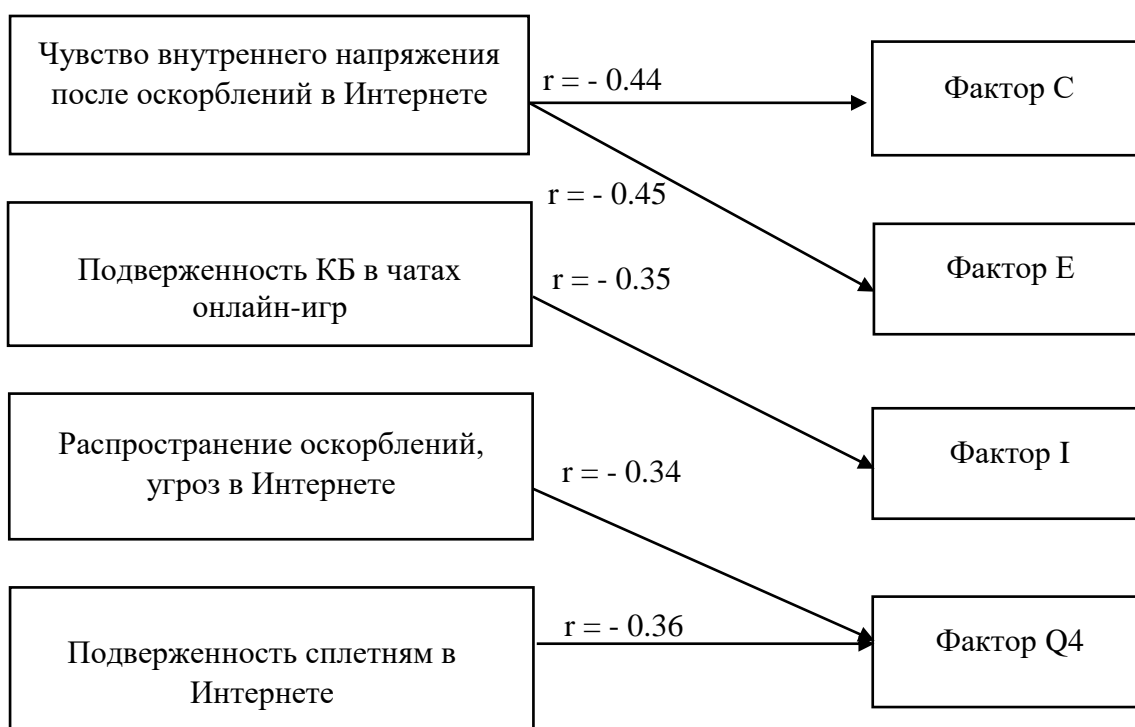 Чувство внутреннего напряжения
после оскорблений в Интернете
r = - 0.44
Фактор C
r = - 0.45
Фактор E
Подверженность КБ в чатах
онлайн-игр
r = - 0.35
Фактор I
Распространение оскорблений,
угроз в Интернете
r = - 0.34
Фактор Q4
Подверженность сплетням в
Интернете
r = - 0.36